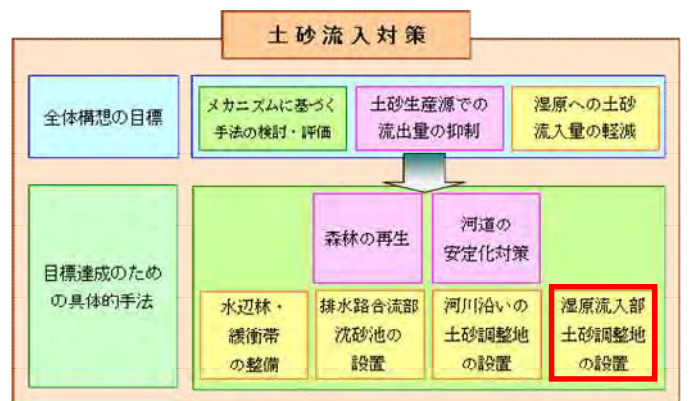 土砂流入対策
全体構想の目標
メカニズムに基づく
手法の検討・評価
土砂生産源での
流出量の抑制
湿原への土砂
流入量の軽減
目標達成のため
の具体的手法
森林の再生
河道の
安定化対策
水辺林・
緩衝帯
の整備
排水路合流部
沈砂池の
設置
河川沿いの
土砂調整地
の設置
湿原流入部
土砂調整地
の設置